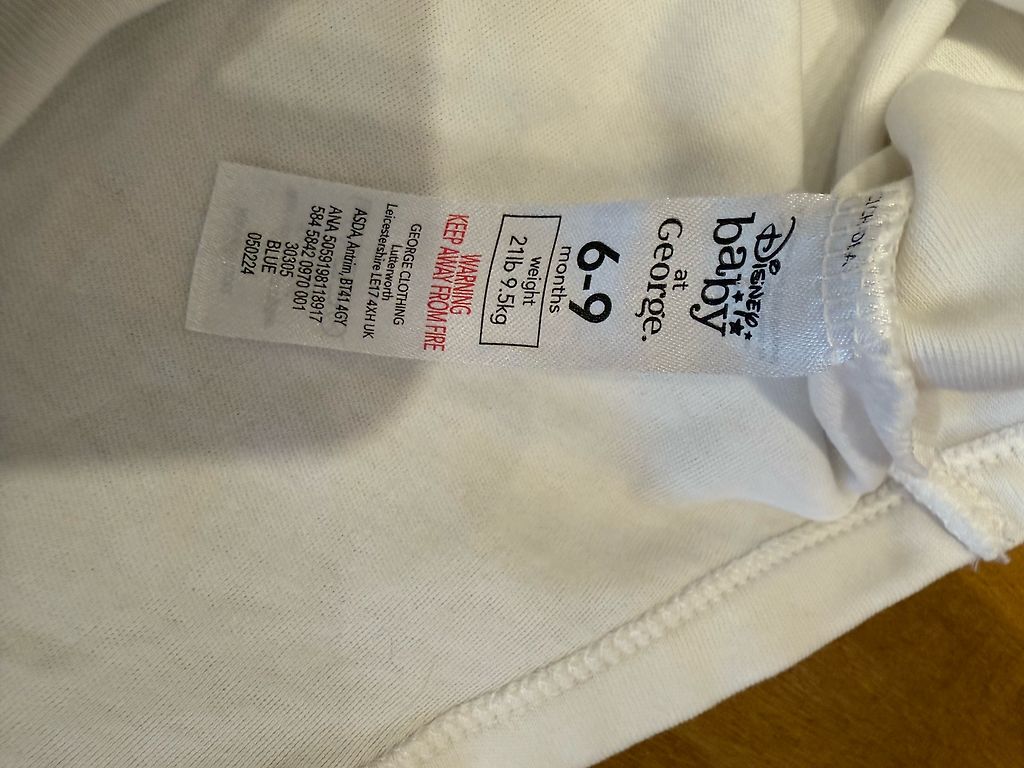 Disney
baby
at
George.
6-9
months
weight
21lb 9.5kg
WARNING
KEEP AWAY FROM FIRE
GEORGE CLOTHING
Lutterworth
Leicestershire LE17 4XH UK
ASDA, Antrim, BT41 4GY
ANA 5059198118917
584 5842 0970 001
30305
BLUE
050224